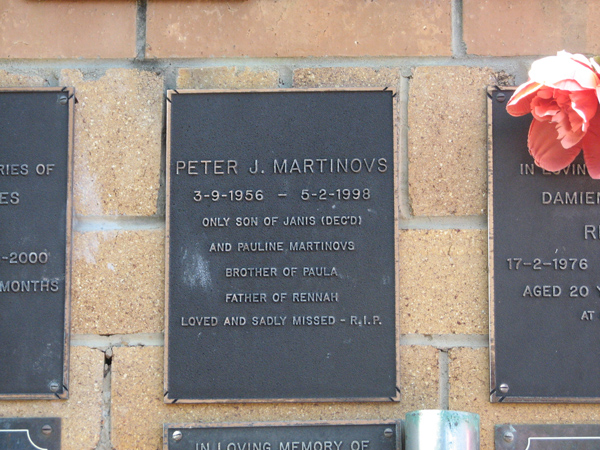 PETER J. MARTINOVS
3-9-1956 - 5-2-1998
ONLY SON OF JANIS (DEC'D)
AND PAULINE MARTINOVS
BROTHER OF PAULA
FATHER OF RENNAH
LOVED AND SADLY MISSED - R.I.P.
OF
-2000
MONTHS
IN LOVING
DAMIEN
17-2-1976
AGED 20
AT
IN LOVING MEMORY OF